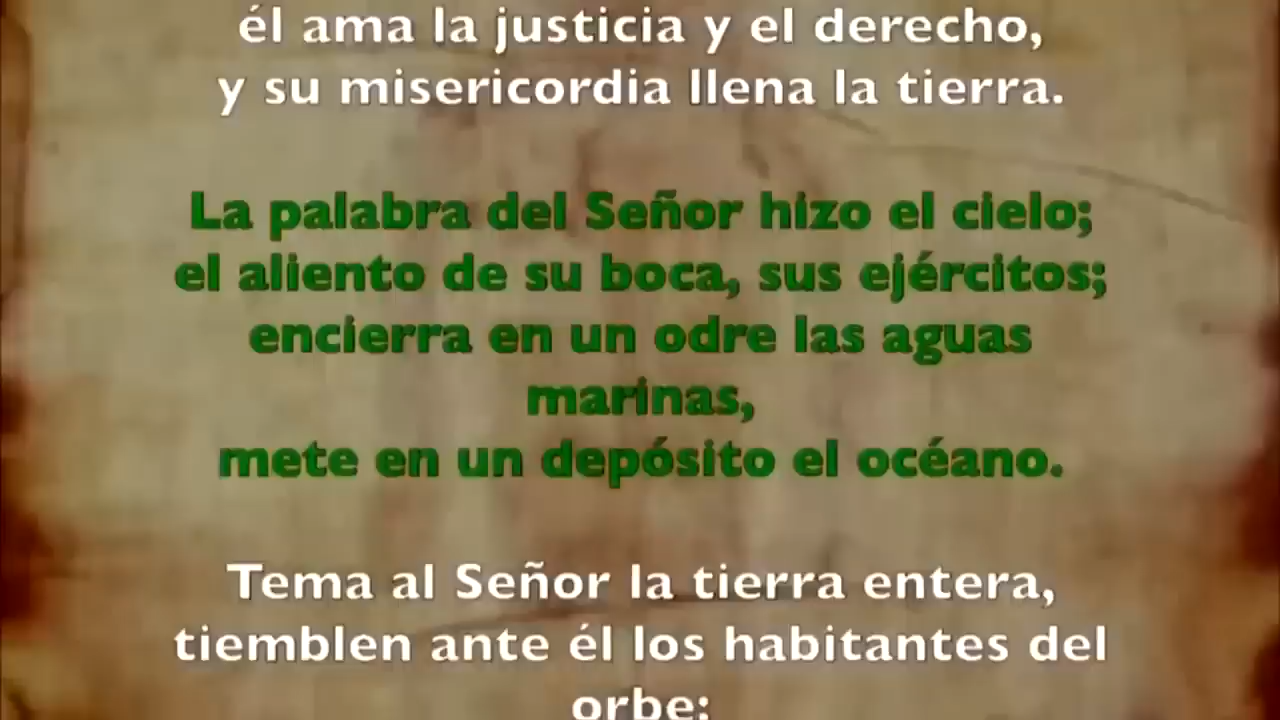 él ama la justicia y el derecho,
y su misericordia llena la tierra.
La palabra del Señor hizo el cielo;
el aliento de su boca, sus ejércitos;
encierra en un odre las aguas
marinas,
mete en un depósito el océano.
Tema al Señor la tierra entera,
tiemblen ante él los habitantes del
orbe: